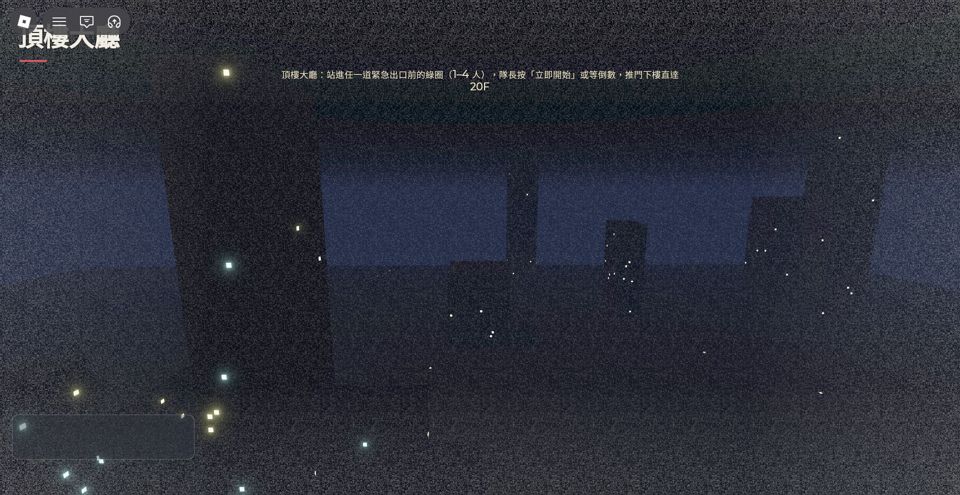 頂樓大廳
頂樓大廳：站進任一道緊急出口前的綠圈（1–4 人），隊長按「立即開始」或等倒數，推門下樓直達
20F